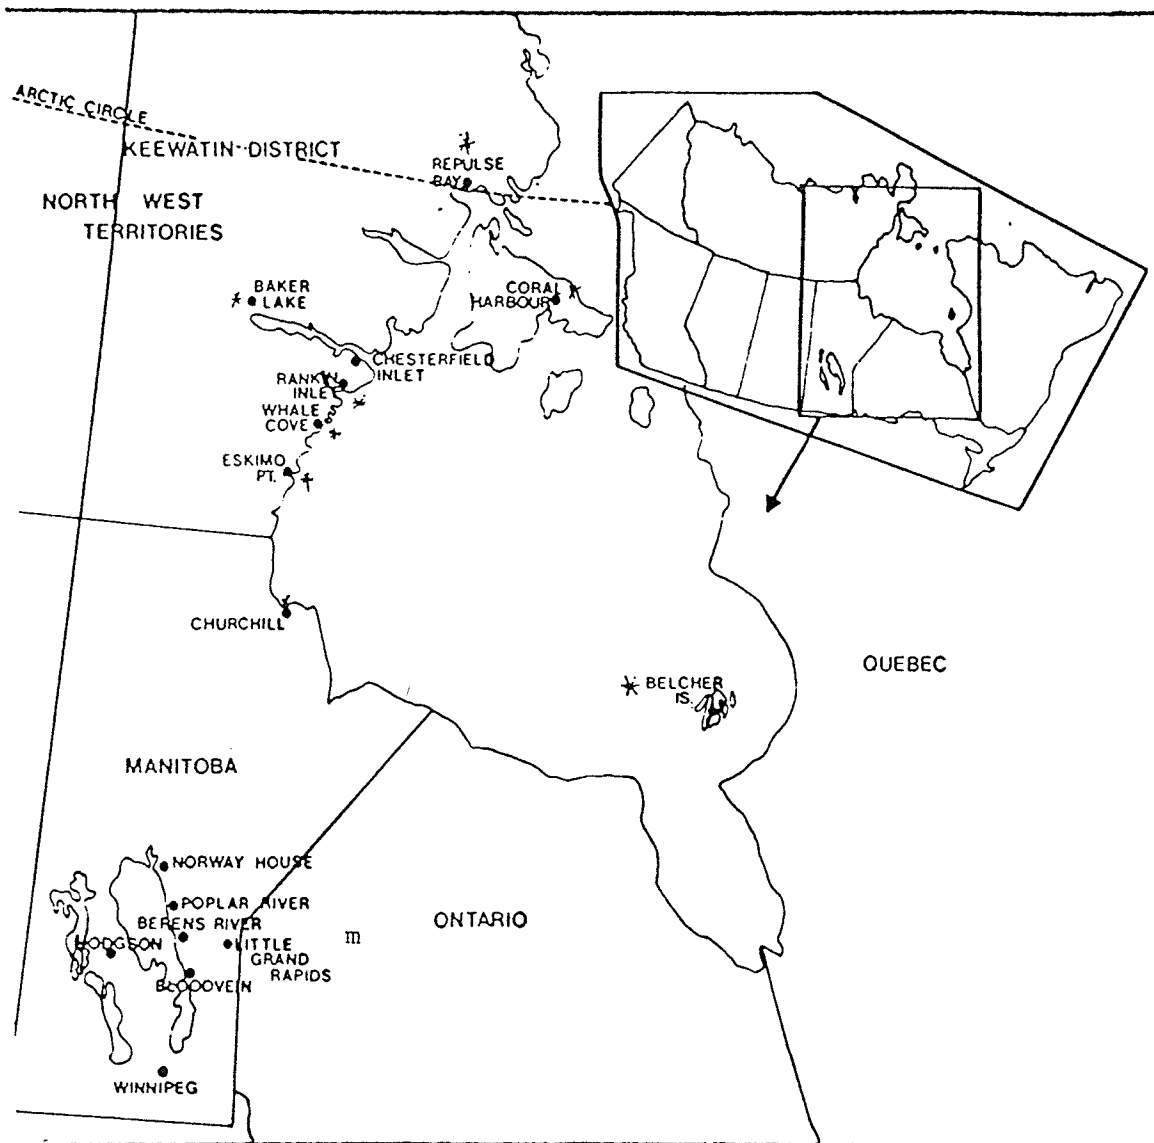 ARCTIC CIRCLE
KEEWATIN DISTRICT
REPULSE
BAY
NORTH WEST
TERRITORIES
BAKER
LAKE
CORAL
HARBOUR
CHESTERFIELD
INLET
RANKIN
INLET
WHALE
COVE
ESKIMO
PT.
CHURCHILL
BELCHER
IS.
QUEBEC
MANITOBA
NORWAY HOUSE
POPLAR RIVER
BERENS RIVER
ONTARIO
m
HODGSON
LITTLE
GRAND
RAPIDS
BLOODVEIN
WINNIPEG